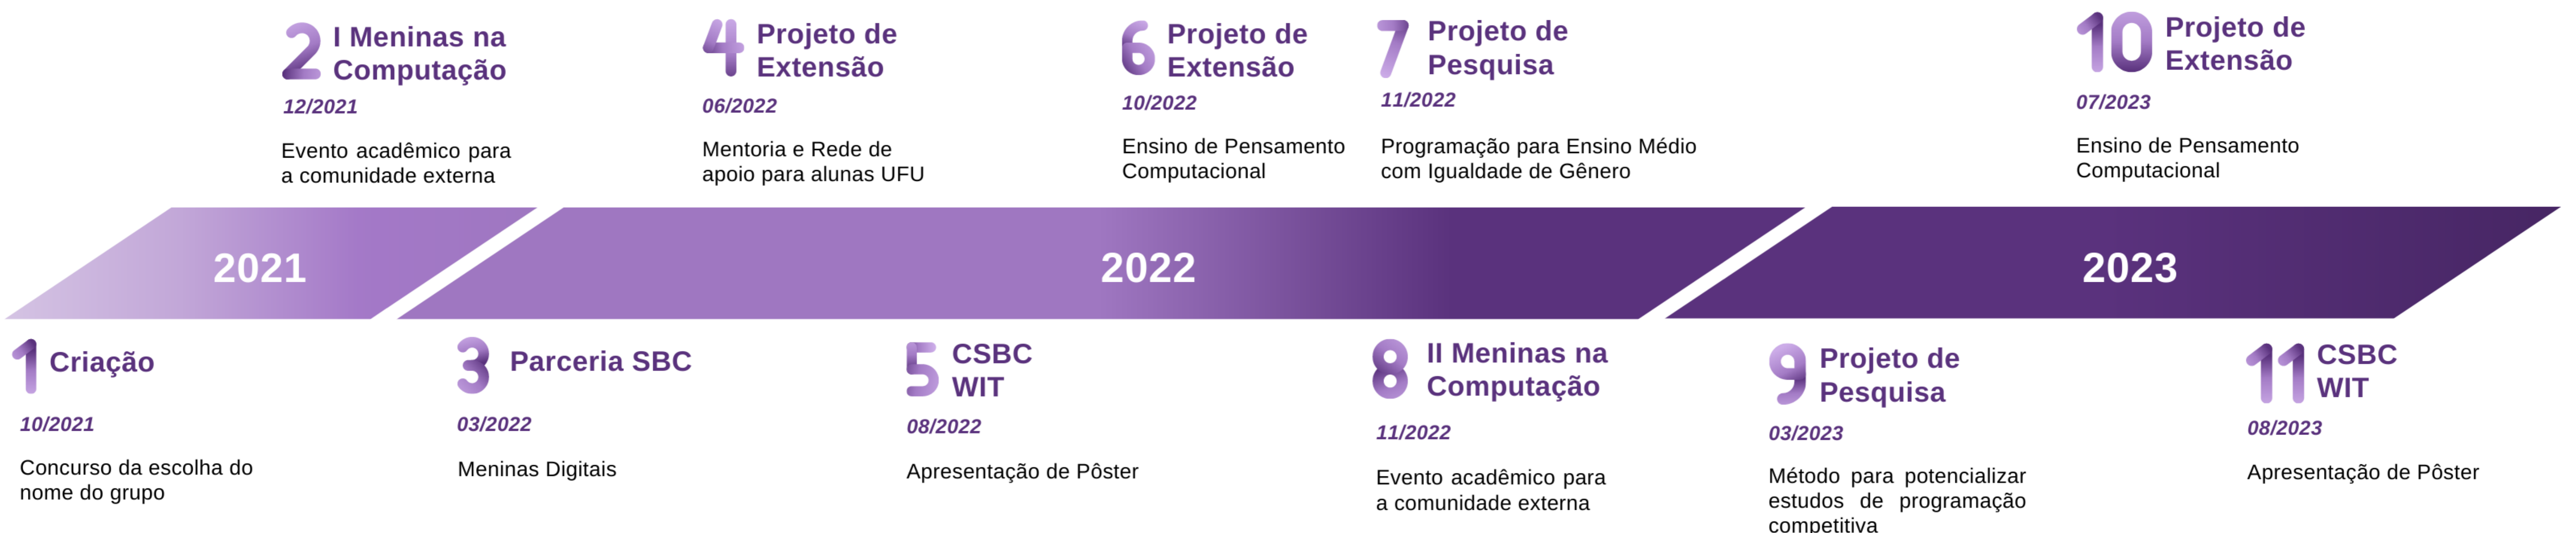 2 I Meninas na
Computação
12/2021
Evento acadêmico para
a comunidade externa
4 Projeto de
Extensão
06/2022
Mentoria e Rede de
apoio para alunas UFU
6 Projeto de
Extensão
10/2022
Ensino de Pensamento
Computacional
7 Projeto de
Pesquisa
11/2022
Programação para Ensino Médio
com Igualdade de Gênero
10 Projeto de
Extensão
07/2023
Ensino de Pensamento
Computacional
2021
2022
2023
1 Criação
10/2021
Concurso da escolha do
nome do grupo
3 Parceria SBC
03/2022
Meninas Digitais
5 CSBC
WIT
08/2022
Apresentação de Pôster
8 II Meninas na
Computação
11/2022
Evento acadêmico para
a comunidade externa
9 Projeto de
Pesquisa
03/2023
Método para potencializar
estudos de programação
competitiva
11 CSBC
WIT
08/2023
Apresentação de Pôster